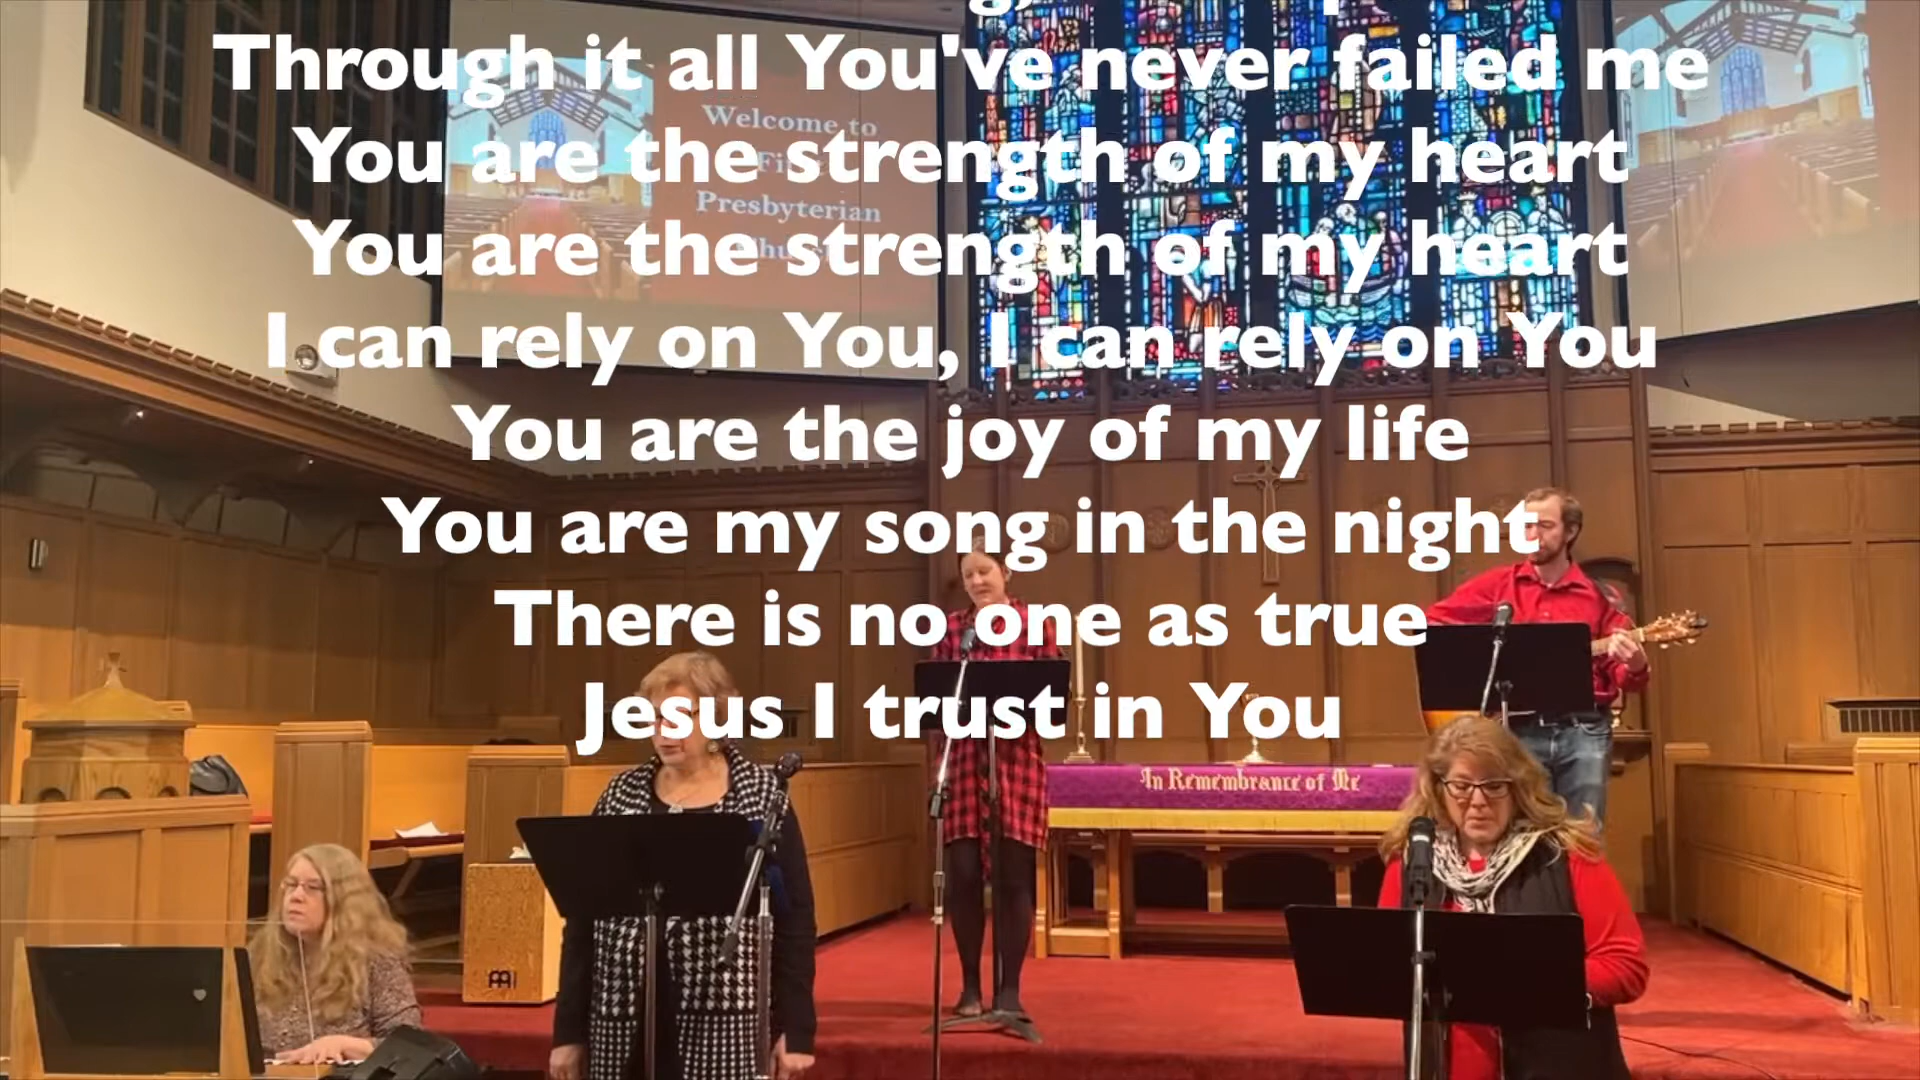 Through it all You've never failed me
You are the strength of my heart
You are the strength of my heart
I can rely on You, I can rely on You
You are the joy of my life
You are my song in the night
There is no one as true
Jesus I trust in You
Welcome to
First
Presbyterian
Church
In Remembrance of Me